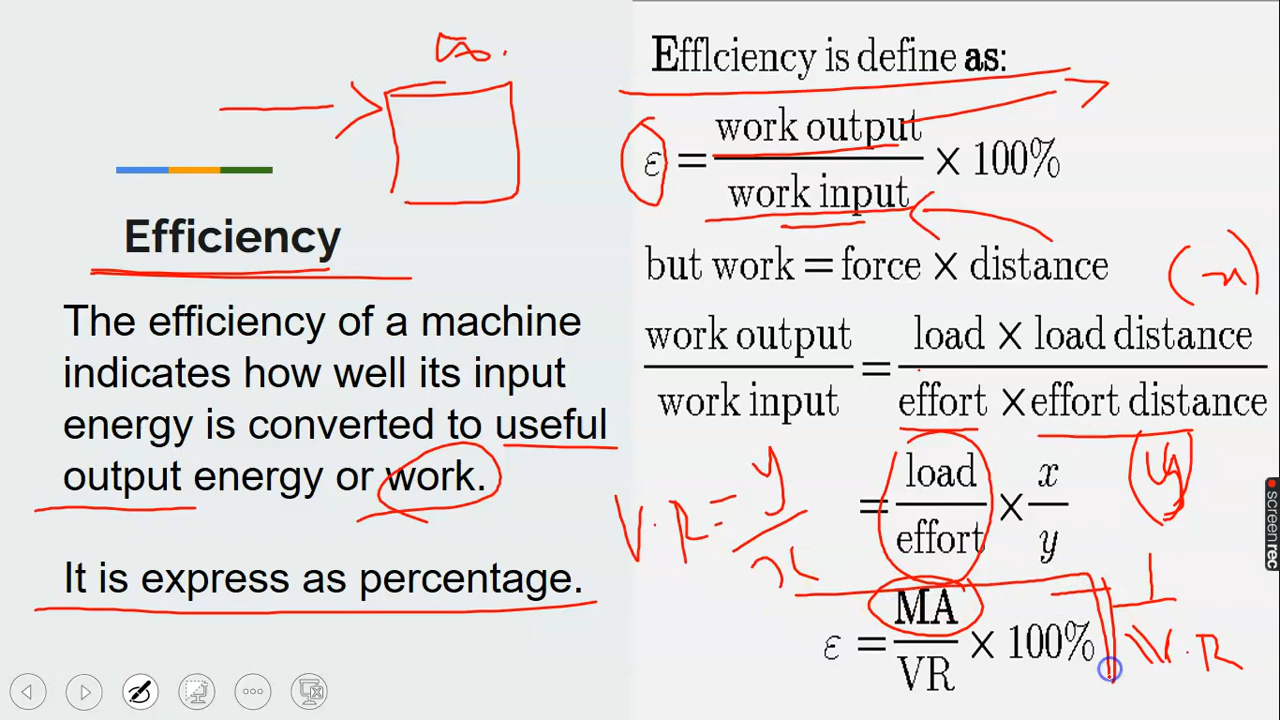 Efficiency
The efficiency of a machine
indicates how well its input
energy is converted to useful
output energy or work.
It is express as percentage.
Efflciency is define as:
ε = work output / work input × 100%
but work = force × distance
(x)
work output / work input = load × load distance / effort × effort distance
= load / effort × x / y
y
V.R = y / x
ε = MA / VR × 100%
1 / V.R
screenrec